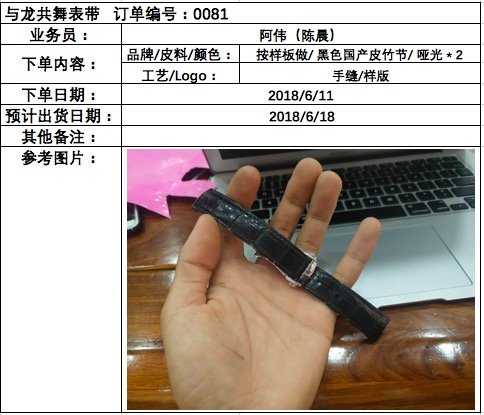 与龙共舞表带 订单编号：0081
业务员： 阿伟（陈晨）
下单内容： 品牌/皮料/颜色： 按样板做/ 黑色国产皮竹节/ 哑光＊2
工艺/Logo： 手缝/样版
下单日期： 2018/6/11
预计出货日期： 2018/6/18
其他备注：
参考图片：